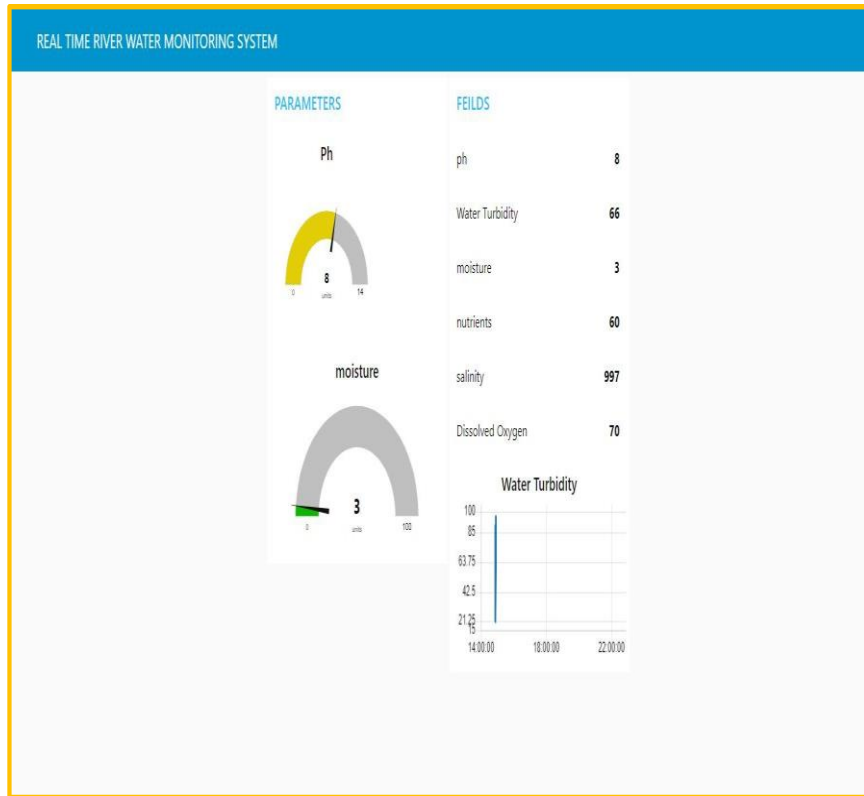 REAL TIME RIVER WATER MONITORING SYSTEM
PARAMETERS
Ph
8
units
0
14
moisture
3
units
0
100
FEILDS
ph 8
Water Turbidity 66
moisture 3
nutrients 60
salinity 997
Dissolved Oxygen 70
Water Turbidity
100
85
63.75
42.5
21.25
15
14:00:00 18:00:00 22:00:00